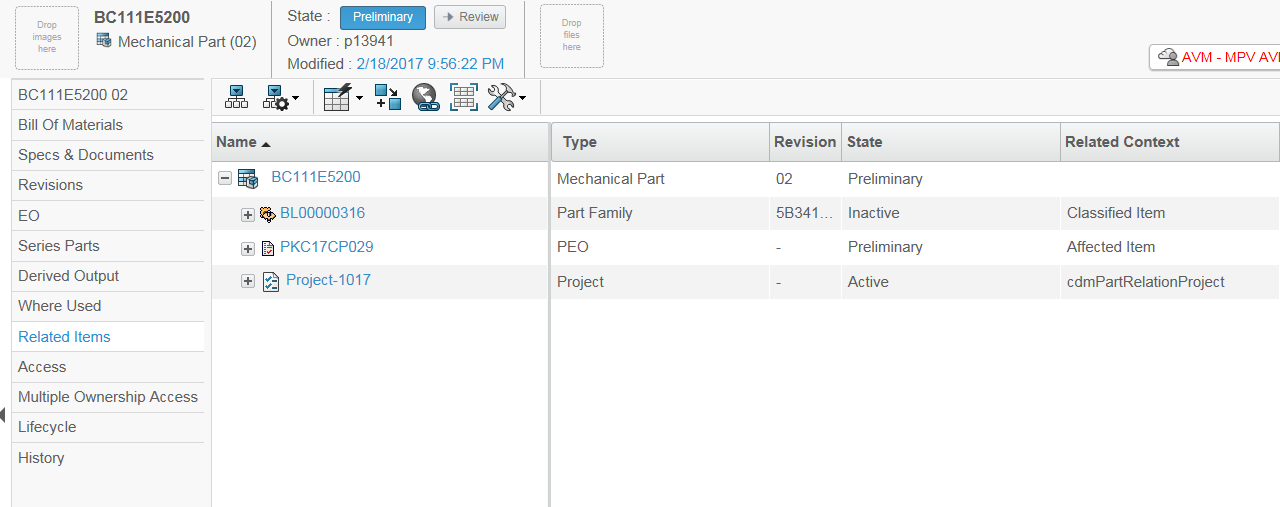 Drop
images
here
BC111E5200
Mechanical Part (02)
State : Preliminary Review
Owner : p13941
Modified : 2/18/2017 9:56:22 PM
Drop
files
here
AVM - MPV AV
BC111E5200 02
Bill Of Materials
Specs & Documents
Revisions
EO
Series Parts
Derived Output
Where Used
Related Items
Access
Multiple Ownership Access
Lifecycle
History
Name Type Revision State Related Context
BC111E5200 Mechanical Part 02 Preliminary
BL00000316 Part Family 5B341... Inactive Classified Item
PKC17CP029 PEO - Preliminary Affected Item
Project-1017 Project - Active cdmPartRelationProject